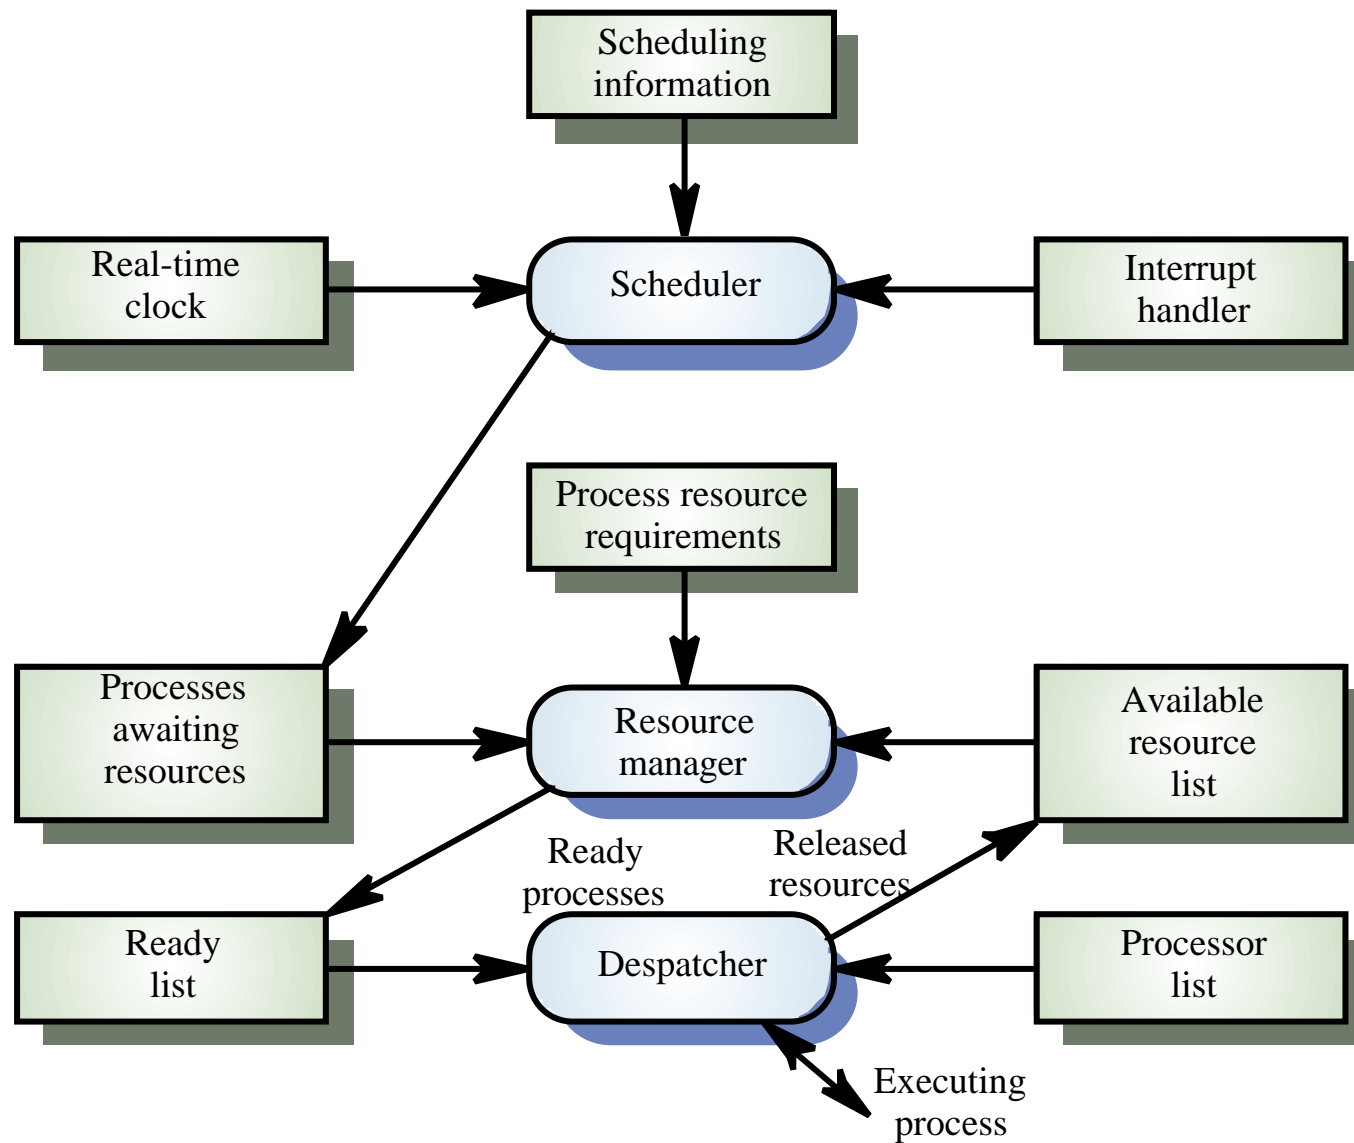 Scheduling
information
Real-time
clock
Scheduler
Interrupt
handler
Process resource
requirements
Processes
awaiting
resources
Resource
manager
Available
resource
list
Ready
processes
Released
resources
Ready
list
Despatcher
Processor
list
Executing
process